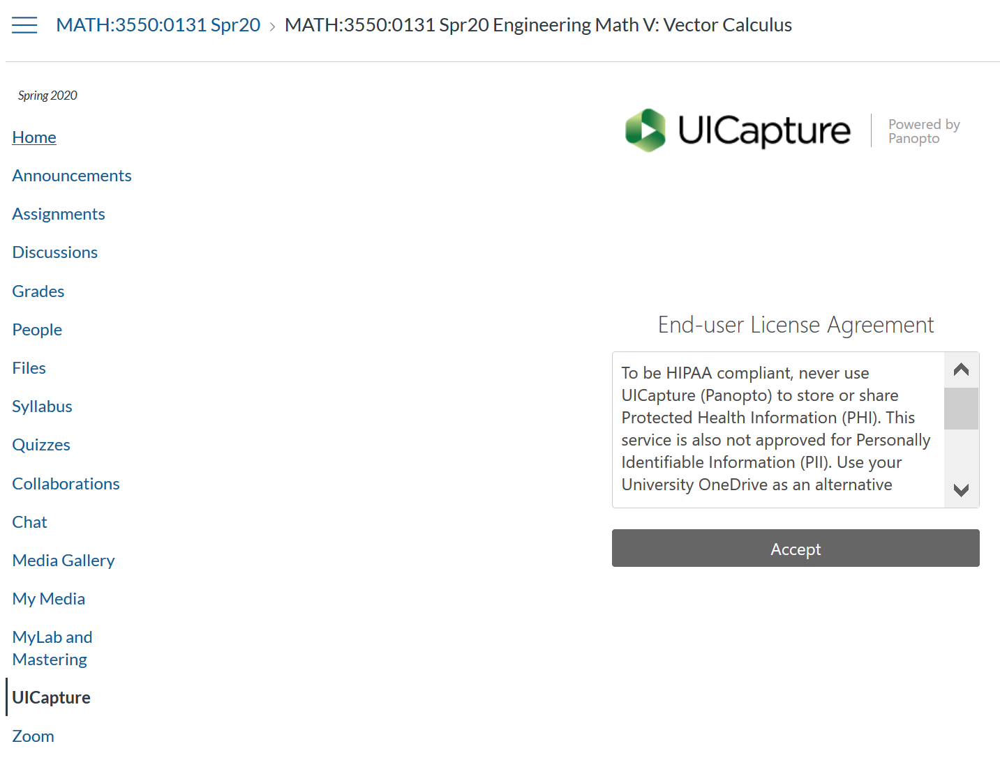 MATH:3550:0131 Spr20 › MATH:3550:0131 Spr20 Engineering Math V: Vector Calculus
Spring 2020
Home
Announcements
Assignments
Discussions
Grades
People
Files
Syllabus
Quizzes
Collaborations
Chat
Media Gallery
My Media
MyLab and
Mastering
UICapture
Zoom
UICapture
Powered by
Panopto
End-user License Agreement
To be HIPAA compliant, never use
UICapture (Panopto) to store or share
Protected Health Information (PHI). This
service is also not approved for Personally
Identifiable Information (PII). Use your
University OneDrive as an alternative
Accept